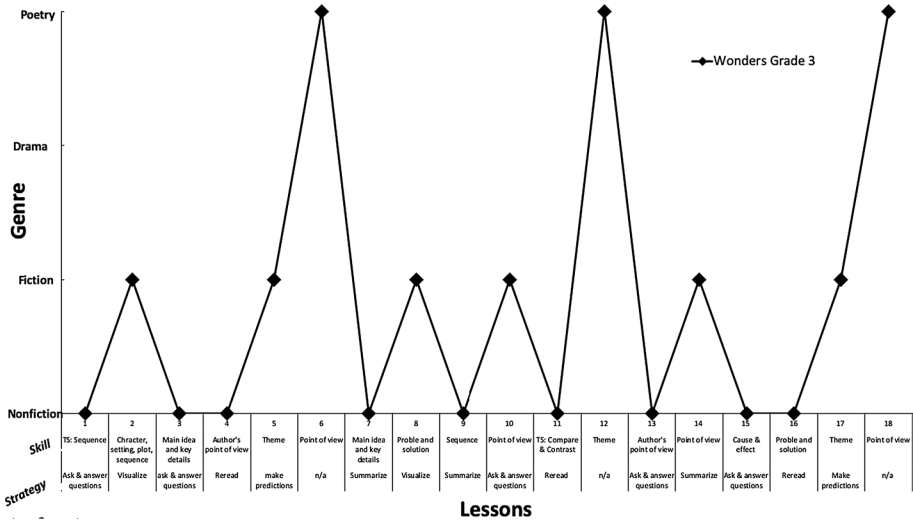 Poetry
Wonders Grade 3
Drama
Genre
Fiction
Nonfiction
1 2 3 4 5 6 7 8 9 10 11 12 13 14 15 16 17 18
Skill
TS: Sequence
Chracter,
setting, plot,
sequence
Main idea
and key
details
Author's
point of view
Theme
Point of view
Main idea
and key
details
Proble and
solution
Sequence
Point of view
TS: Compare
& Contrast
Theme
Author's
point of view
Point of view
Cause &
effect
Proble and
solution
Theme
Point of view
Strategy
Ask & answer
questions
Visualize
ask & answer
questions
Reread
make
predictions
n/a
Summarize
Visualize
Summarize
Ask & answer
questions
Reread
n/a
Ask & answer
questions
Summarize
Ask & answer
questions
Reread
Make
predictions
n/a
Lessons